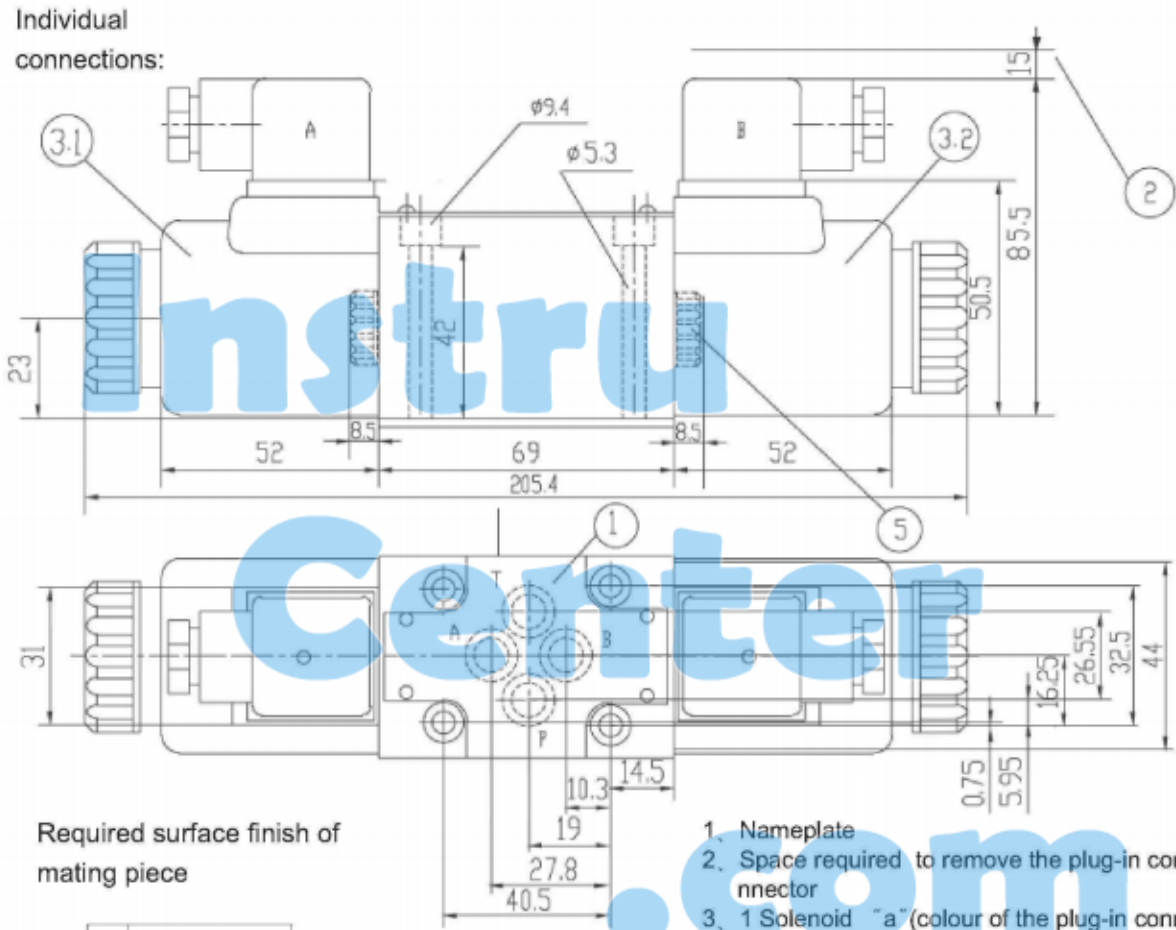 Individual
connections:
15
A
B
ø9.4
ø5.3
3.1
3.2
2
85.5
50.5
42
23
8.5
8.5
52
69
52
205.4
Instru
1
5
Center
T
A
B
P
31
16.25
26.55
32.5
44
0.75
5.95
14.5
10.3
19
27.8
40.5
Required surface finish of
mating piece
.com
1、Nameplate
2、Space required to remove the plug-in co
nnector
3、1 Solenoid "a"(colour of the plug-in conn